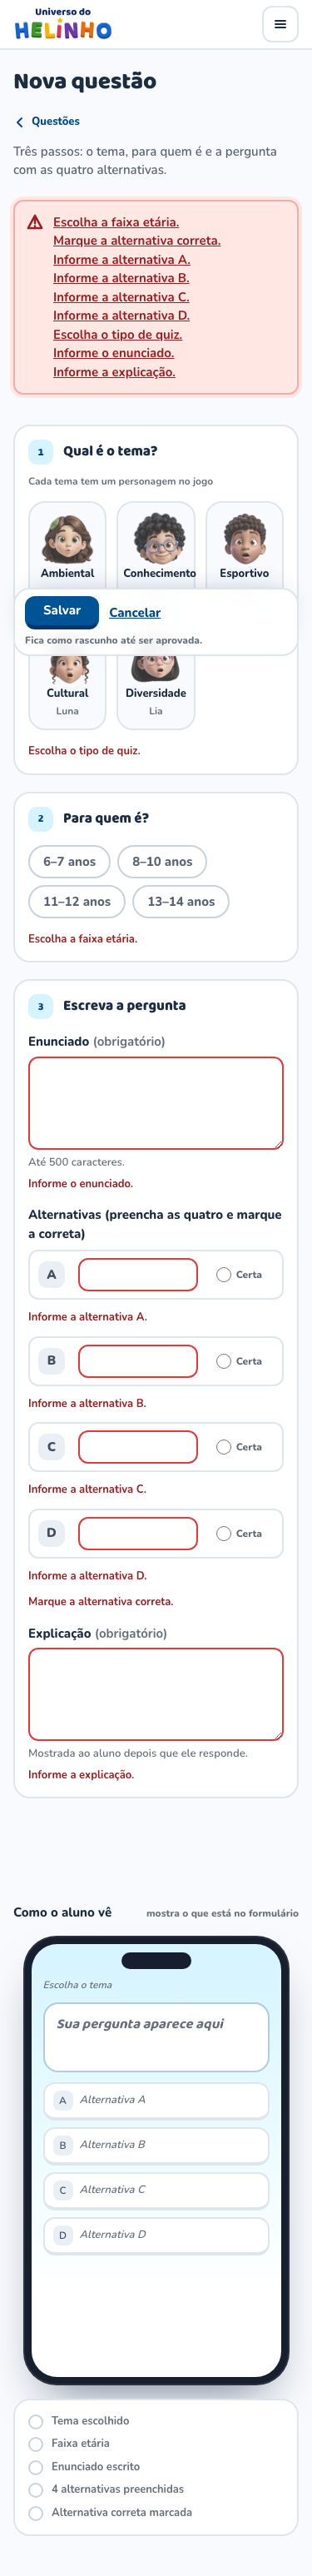 Universo do
HELINHO
Nova questão
Questões
Três passos: o tema, para quem é e a pergunta
com as quatro alternativas.
Escolha a faixa etária.
Marque a alternativa correta.
Informe a alternativa A.
Informe a alternativa B.
Informe a alternativa C.
Informe a alternativa D.
Escolha o tipo de quiz.
Informe o enunciado.
Informe a explicação.
1 Qual é o tema?
Cada tema tem um personagem no jogo
Ambiental Conhecimento Esportivo
Salvar Cancelar
Fica como rascunho até ser aprovada.
Cultural Diversidade
Luna Lia
Escolha o tipo de quiz.
2 Para quem é?
6–7 anos 8–10 anos
11–12 anos 13–14 anos
Escolha a faixa etária.
3 Escreva a pergunta
Enunciado (obrigatório)
Até 500 caracteres.
Informe o enunciado.
Alternativas (preencha as quatro e marque
a correta)
A Certa
Informe a alternativa A.
B Certa
Informe a alternativa B.
C Certa
Informe a alternativa C.
D Certa
Informe a alternativa D.
Marque a alternativa correta.
Explicação (obrigatório)
Mostrada ao aluno depois que ele responde.
Informe a explicação.
Como o aluno vê mostra o que está no formulário
Escolha o tema
Sua pergunta aparece aqui
A Alternativa A
B Alternativa B
C Alternativa C
D Alternativa D
Tema escolhido
Faixa etária
Enunciado escrito
4 alternativas preenchidas
Alternativa correta marcada